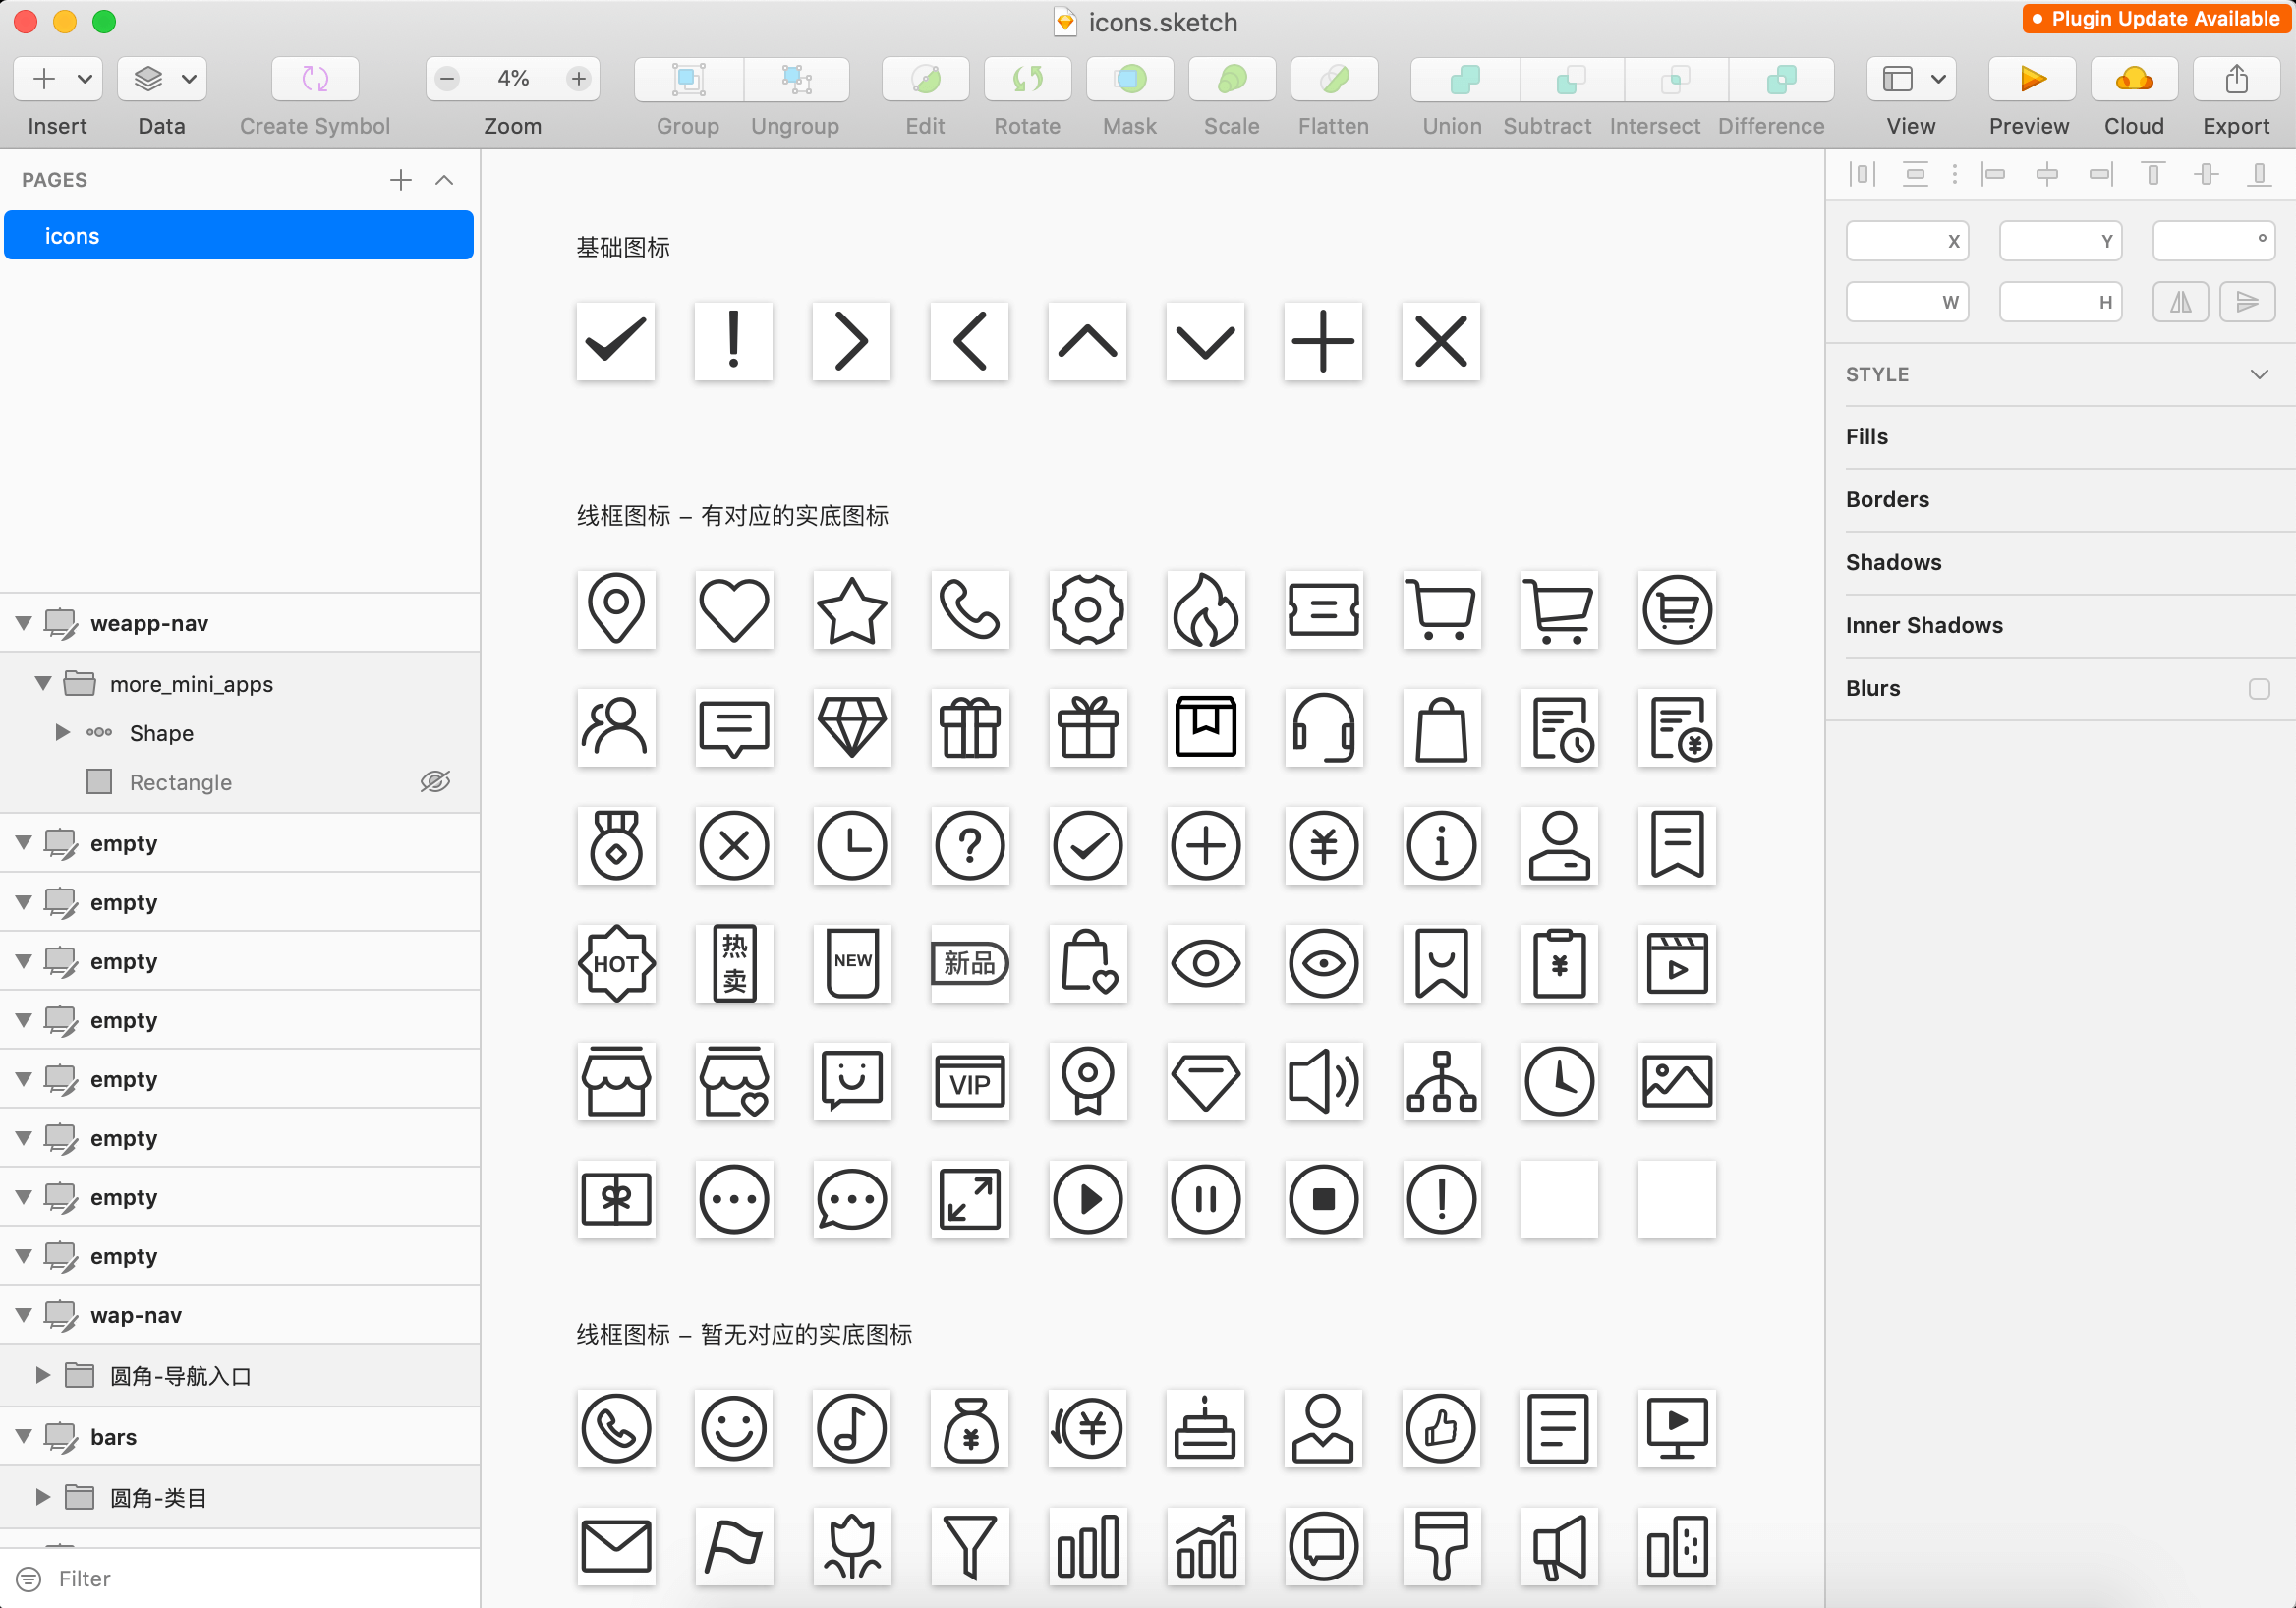 icons.sketch
Plugin Update Available
4%
Insert
Data
Create Symbol
Zoom
Group
Ungroup
Edit
Rotate
Mask
Scale
Flatten
Union
Subtract
Intersect
Difference
View
Preview
Cloud
Export
PAGES
icons
weapp-nav
more_mini_apps
Shape
Rectangle
empty
empty
empty
empty
empty
empty
empty
empty
wap-nav
圆角-导航入口
bars
圆角-类目
Filter
基础图标
线框图标 – 有对应的实底图标
HOT
热
卖
NEW
新品
VIP
线框图标 – 暂无对应的实底图标
X
Y
°
W
H
STYLE
Fills
Borders
Shadows
Inner Shadows
Blurs